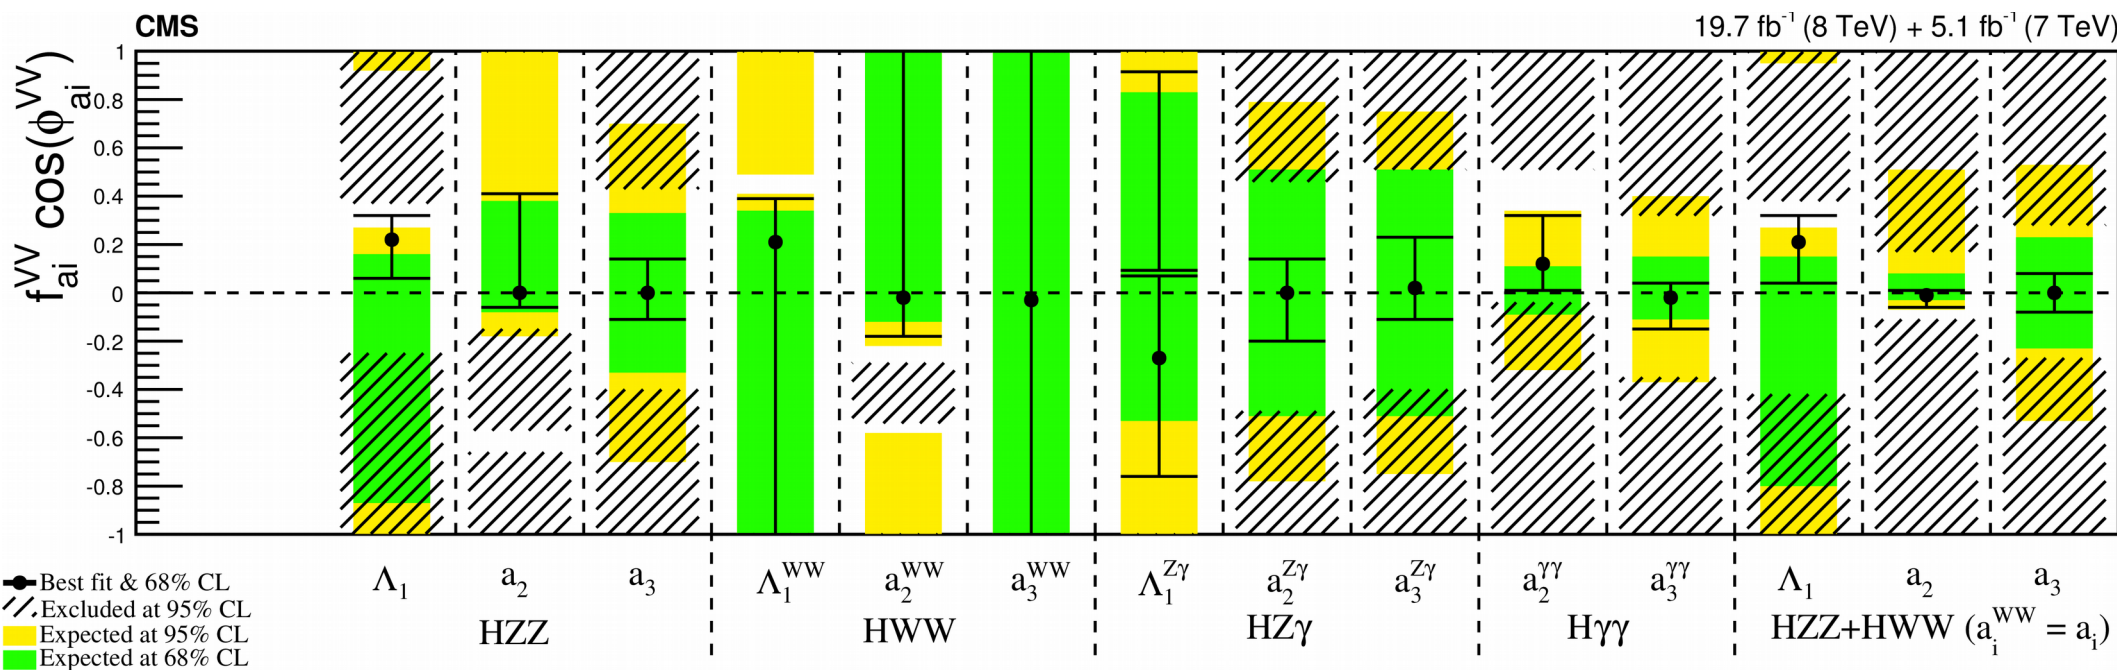 CMS 19.7 fb⁻¹ (8 TeV) + 5.1 fb⁻¹ (7 TeV)
f_ai^VV cos(ϕ_ai^VV)
1
0.8
0.6
0.4
0.2
0
-0.2
-0.4
-0.6
-0.8
-1
Λ₁ a₂ a₃ Λ₁^WW a₂^WW a₃^WW Λ₁^Zγ a₂^Zγ a₃^Zγ a₂^γγ a₃^γγ Λ₁ a₂ a₃
HZZ HWW HZγ Hγγ HZZ+HWW (a_i^WW = a_i)
Best fit & 68% CL
Excluded at 95% CL
Expected at 95% CL
Expected at 68% CL